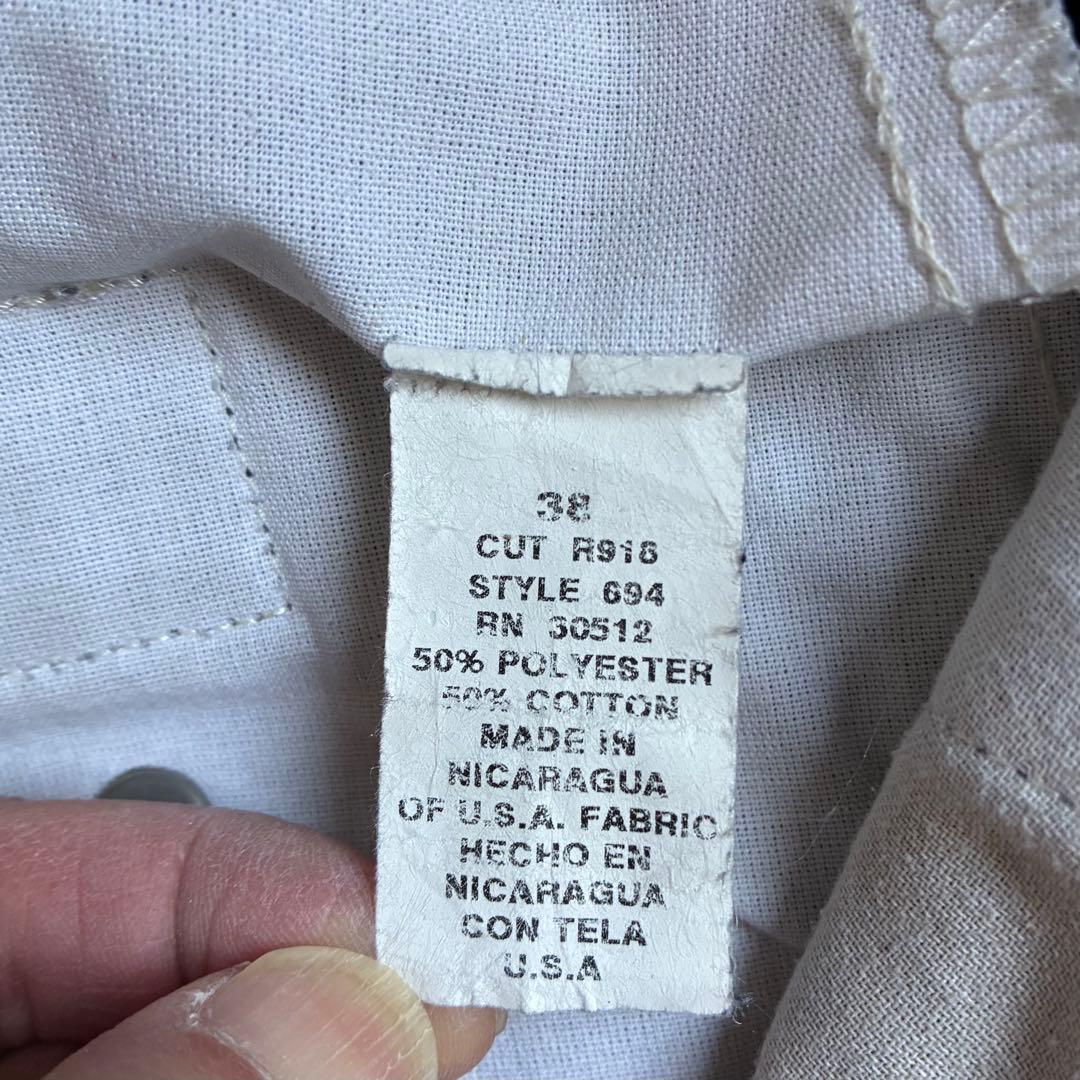 38
CUT R918
STYLE 694
RN 30512
50% POLYESTER
50% COTTON
MADE IN
NICARAGUA
OF U.S.A. FABRIC
HECHO EN
NICARAGUA
CON TELA
U.S.A